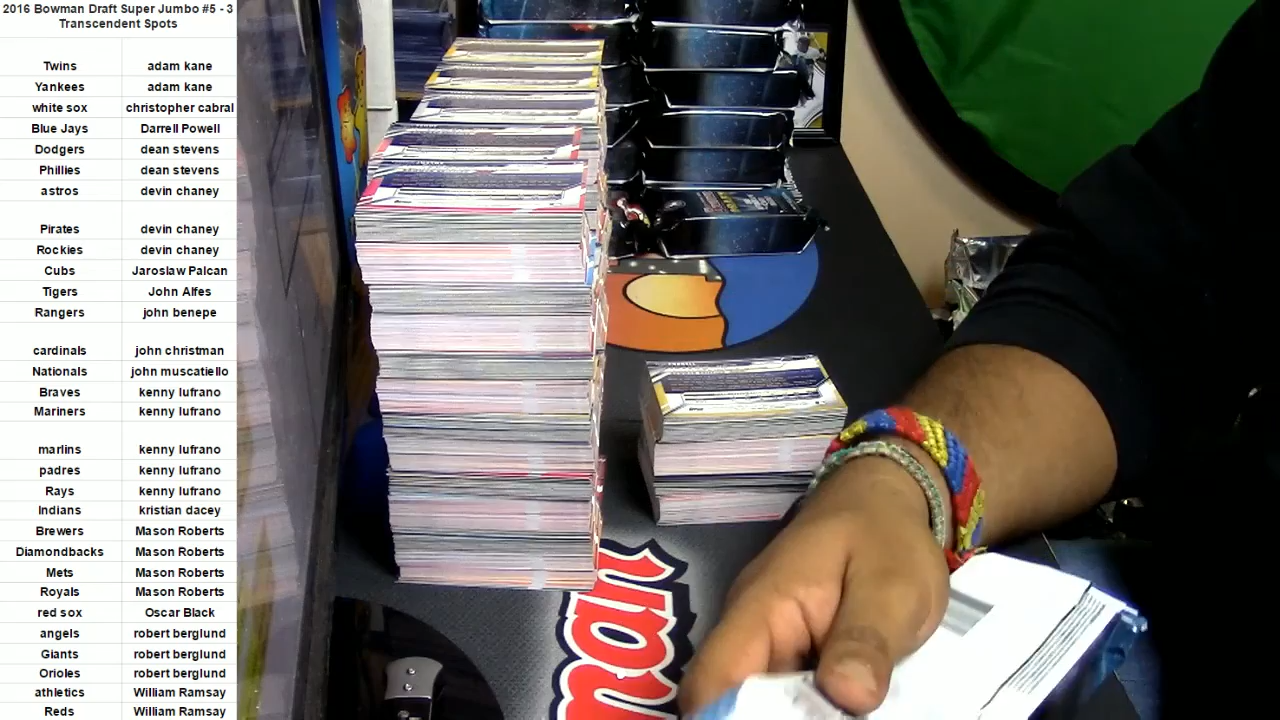 2016 Bowman Draft Super Jumbo #5 - 3
Transcendent Spots
Twins adam kane
Yankees adam kane
white sox christopher cabral
Blue Jays Darrell Powell
Dodgers dean stevens
Phillies dean stevens
astros devin chaney
Pirates devin chaney
Rockies devin chaney
Cubs Jaroslaw Palcan
Tigers John Alfes
Rangers john benepe
cardinals john christman
Nationals john muscatiello
Braves kenny lufrano
Mariners kenny lufrano
marlins kenny lufrano
padres kenny lufrano
Rays kenny lufrano
Indians kristian dacey
Brewers Mason Roberts
Diamondbacks Mason Roberts
Mets Mason Roberts
Royals Mason Roberts
red sox Oscar Black
angels robert berglund
Giants robert berglund
Orioles robert berglund
athletics William Ramsay
Reds William Ramsay